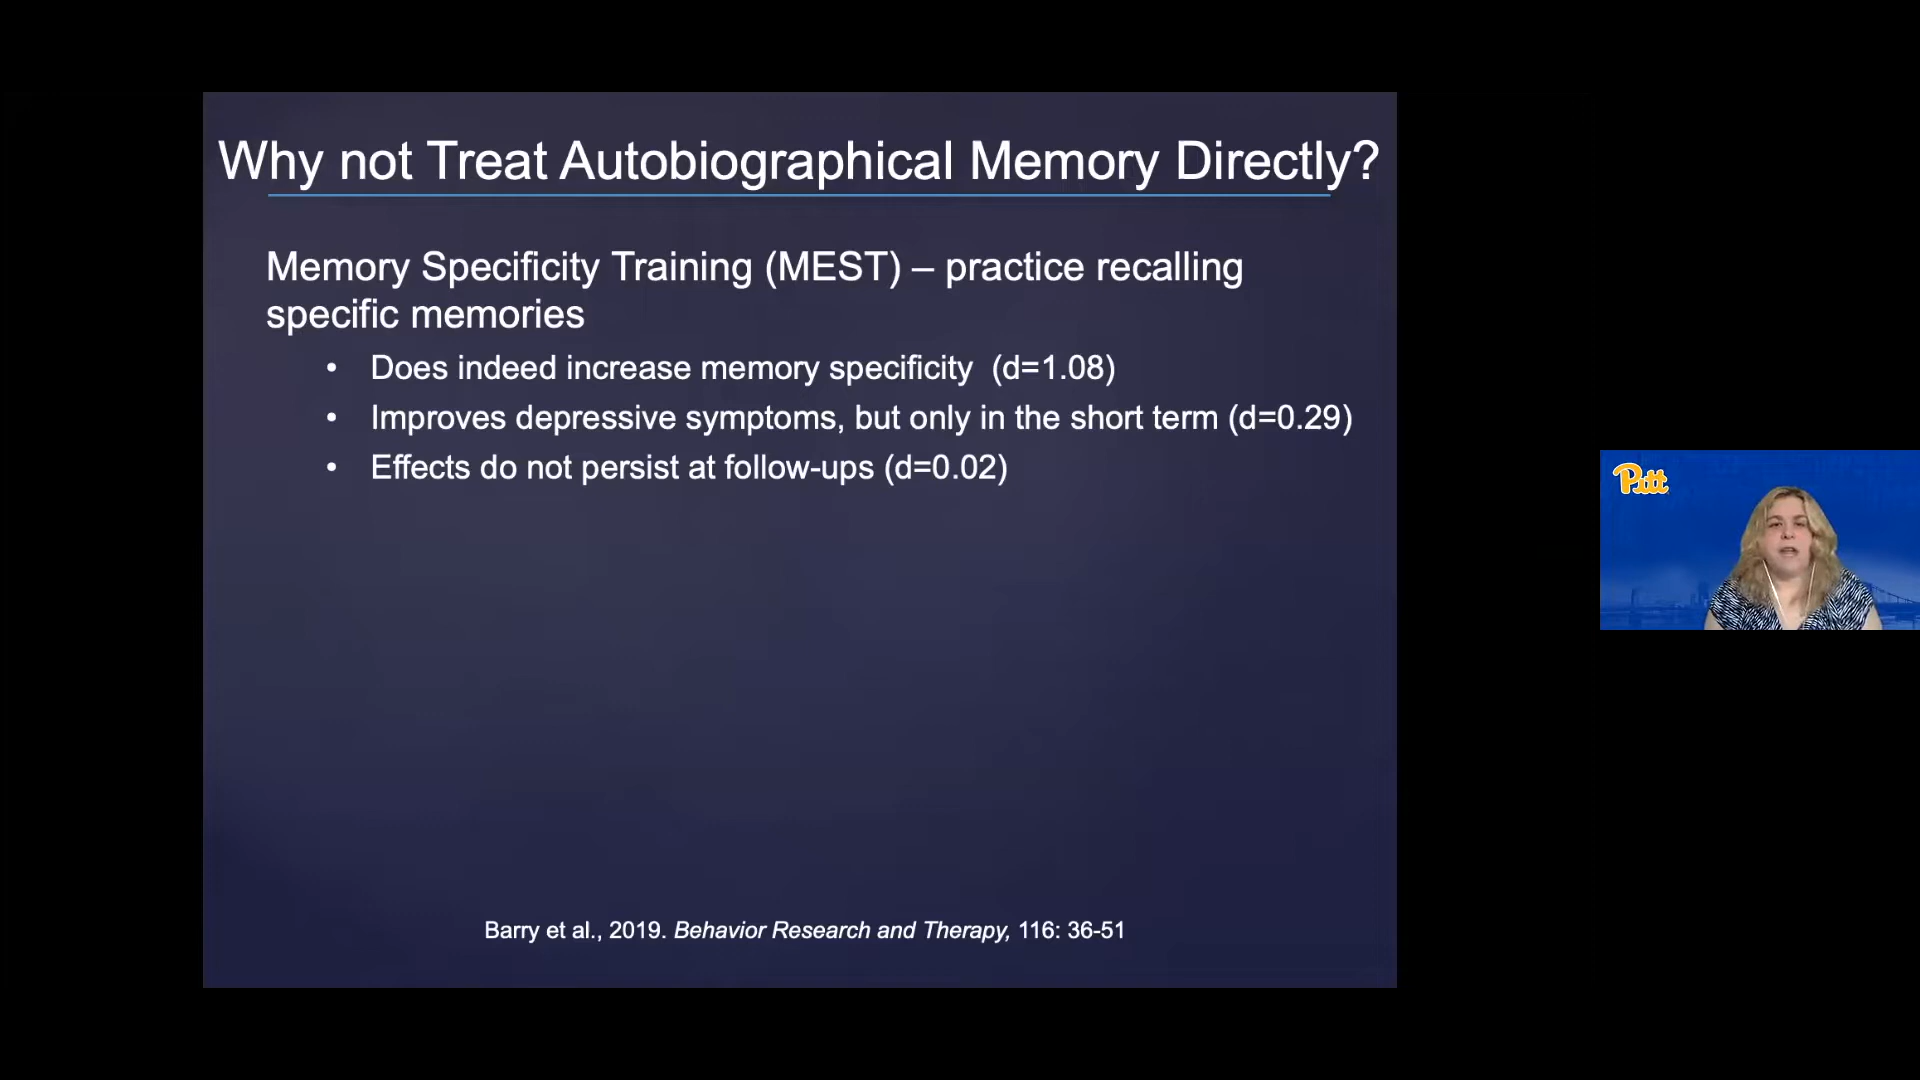 Why not Treat Autobiographical Memory Directly?
Memory Specificity Training (MEST) – practice recalling
specific memories
• Does indeed increase memory specificity (d=1.08)
• Improves depressive symptoms, but only in the short term (d=0.29)
• Effects do not persist at follow-ups (d=0.02)
Barry et al., 2019. Behavior Research and Therapy, 116: 36-51
Pitt